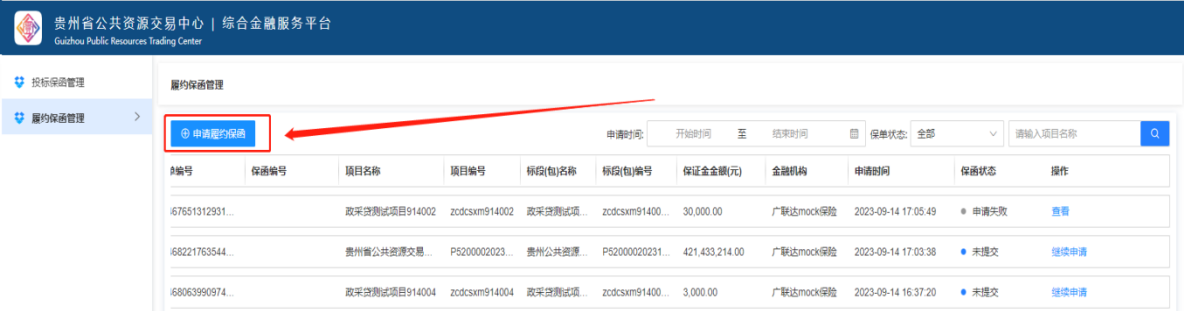 贵州省公共资源交易中心 | 综合金融服务平台
Guizhou Public Resources Trading Center
投标保函管理
履约保函管理
履约保函管理
申请履约保函 申请时间: 开始时间 至 结束时间 保单状态: 全部 请输入项目名称
编号 保函编号 项目名称 项目编号 标段(包)名称 标段(包)编号 保证金金额(元) 金融机构 申请时间 保函状态 操作
67651312931... 政采贷测试项目914002 zcdcsxm914002 政采贷测试项... zcdcsxm91400... 30,000.00 广联达mock保险 2023-09-14 17:05:49 申请失败 查看
68221763544... 贵州省公共资源交易... P5200002023... 贵州公共资源... P52000020231... 421,433,214.00 广联达mock保险 2023-09-14 17:03:38 未提交 继续申请
68063990974... 政采贷测试项目914004 zcdcsxm914004 政采贷测试项... zcdcsxm91400... 3,000.00 广联达mock保险 2023-09-14 16:37:20 未提交 继续申请